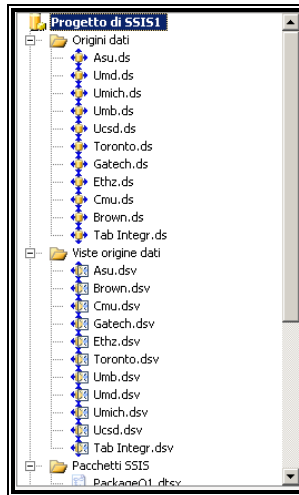 Progetto di SSIS1
Origini dati
Asu.ds
Umd.ds
Umich.ds
Umb.ds
Ucsd.ds
Toronto.ds
Gatech.ds
Ethz.ds
Cmu.ds
Brown.ds
Tab Integr.ds
Viste origine dati
Asu.dsv
Brown.dsv
Cmu.dsv
Gatech.dsv
Ethz.dsv
Toronto.dsv
Umb.dsv
Umd.dsv
Umich.dsv
Ucsd.dsv
Tab Integr.dsv
Pacchetti SSIS
PackageQ1.dtsx